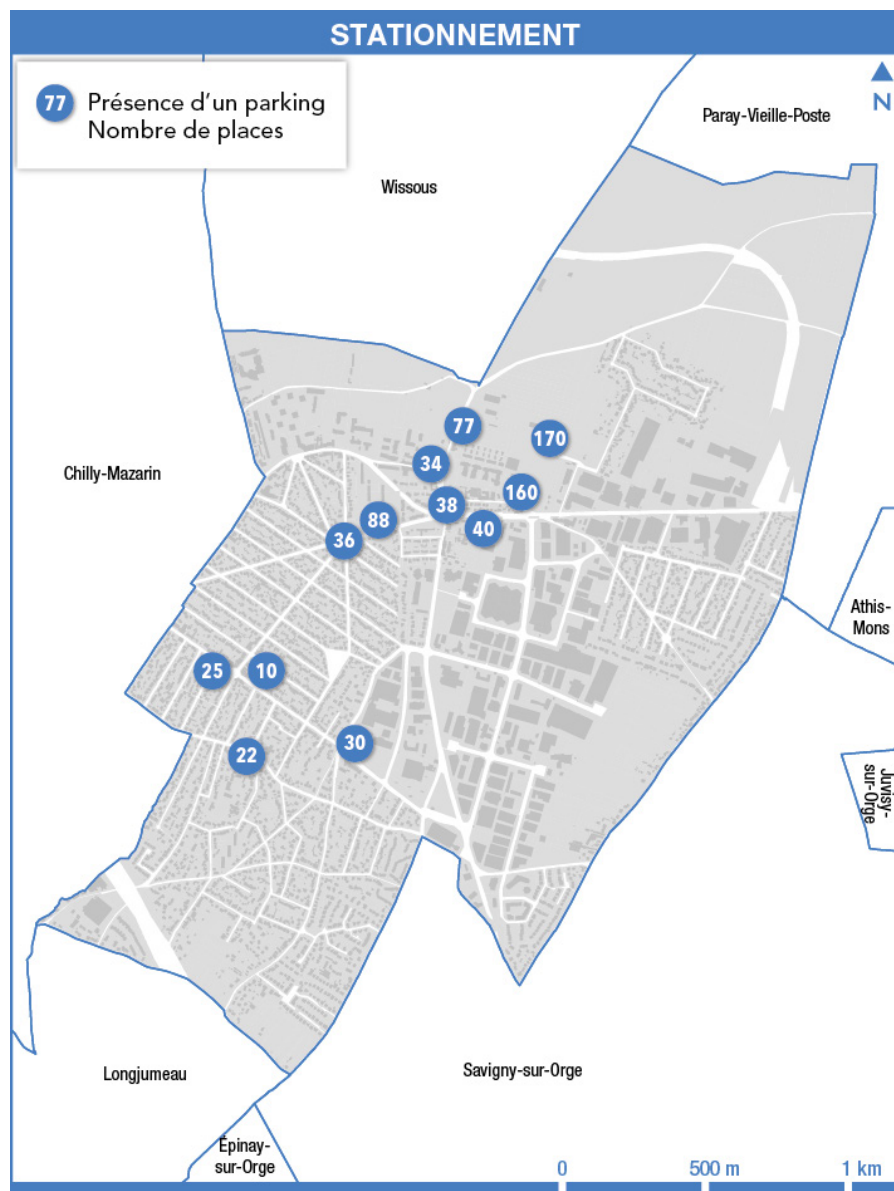 STATIONNEMENT
77 Présence d'un parking
Nombre de places
N
Paray-Vieille-Poste
Wissous
77
170
34
Chilly-Mazarin
160
38
88
40
36
Athis-
Mons
25
10
30
22
Juvisy-
sur-Orge
Longjumeau
Savigny-sur-Orge
Épinay-
sur-Orge
0 500 m 1 km